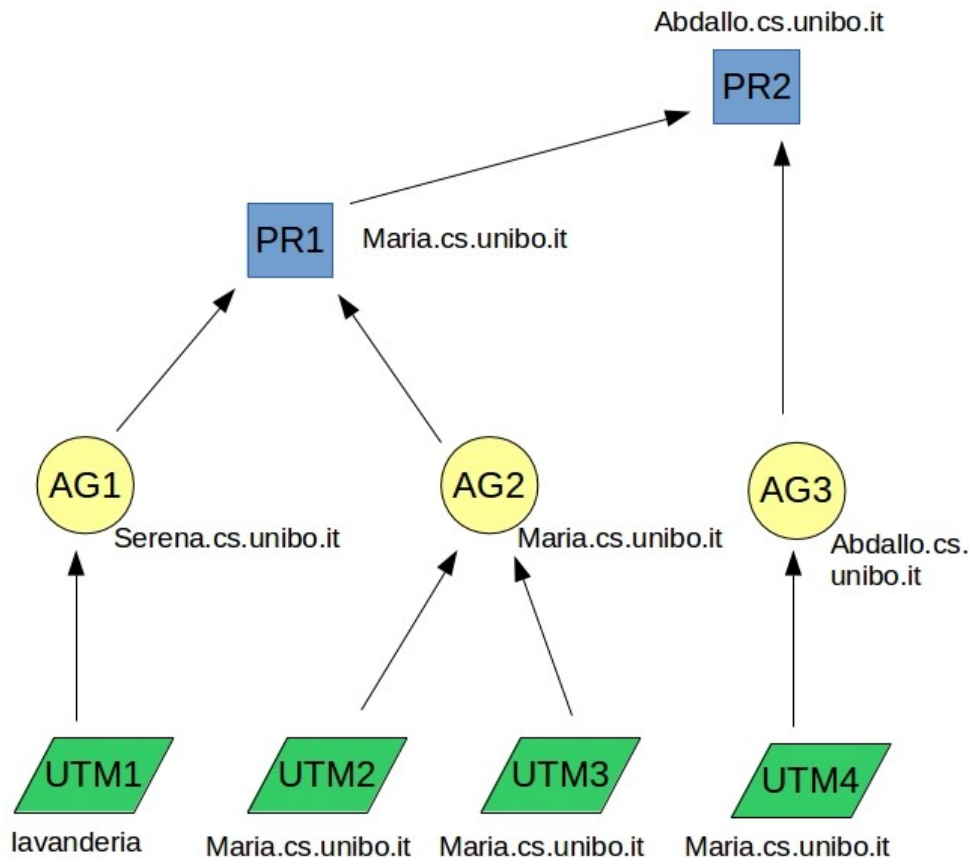 Abdallo.cs.unibo.it
PR2
PR1
Maria.cs.unibo.it
AG1
AG2
AG3
Serena.cs.unibo.it
Maria.cs.unibo.it
Abdallo.cs.
unibo.it
UTM1
UTM2
UTM3
UTM4
lavanderia
Maria.cs.unibo.it
Maria.cs.unibo.it
Maria.cs.unibo.it